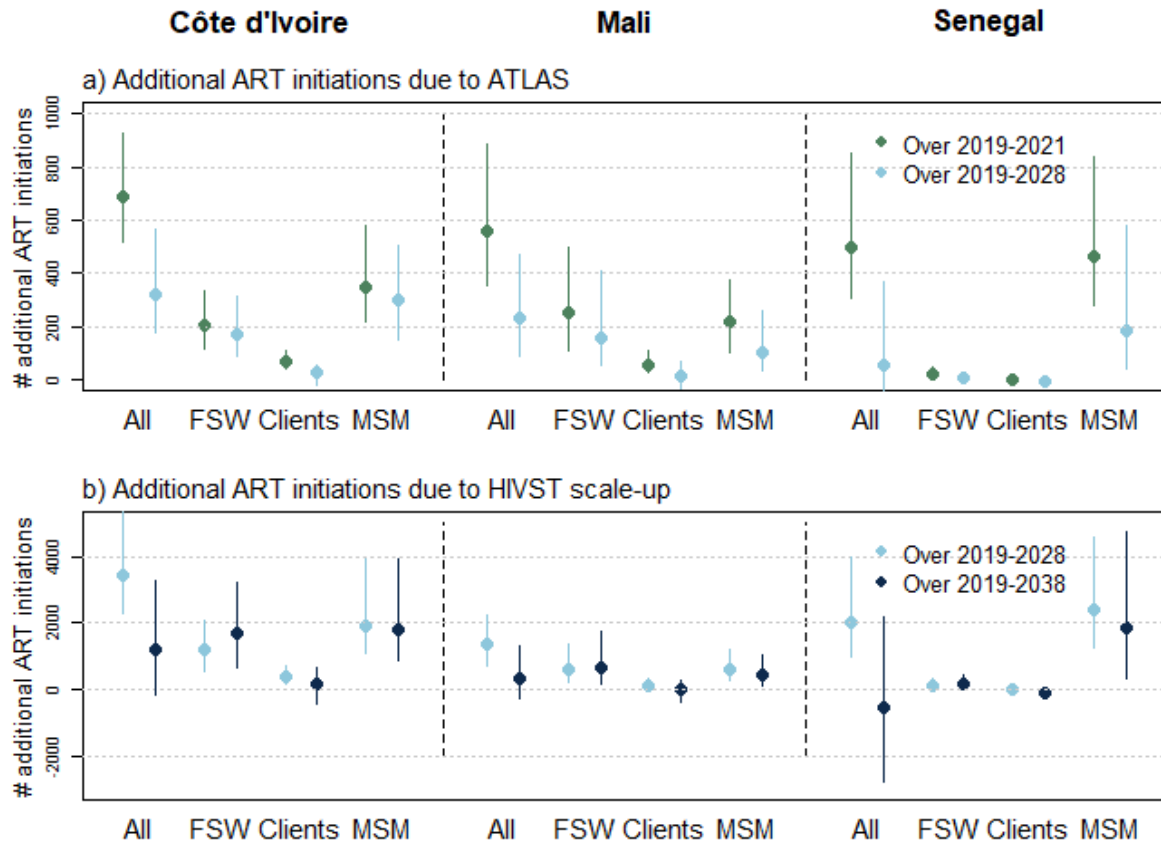 Côte d'Ivoire Mali Senegal
a) Additional ART initiations due to ATLAS
# additional ART initiations
1000
800
600
400
200
0
Over 2019-2021
Over 2019-2028
All FSW Clients MSM All FSW Clients MSM All FSW Clients MSM
b) Additional ART initiations due to HIVST scale-up
# additional ART initiations
4000
2000
0
-2000
Over 2019-2028
Over 2019-2038
All FSW Clients MSM All FSW Clients MSM All FSW Clients MSM